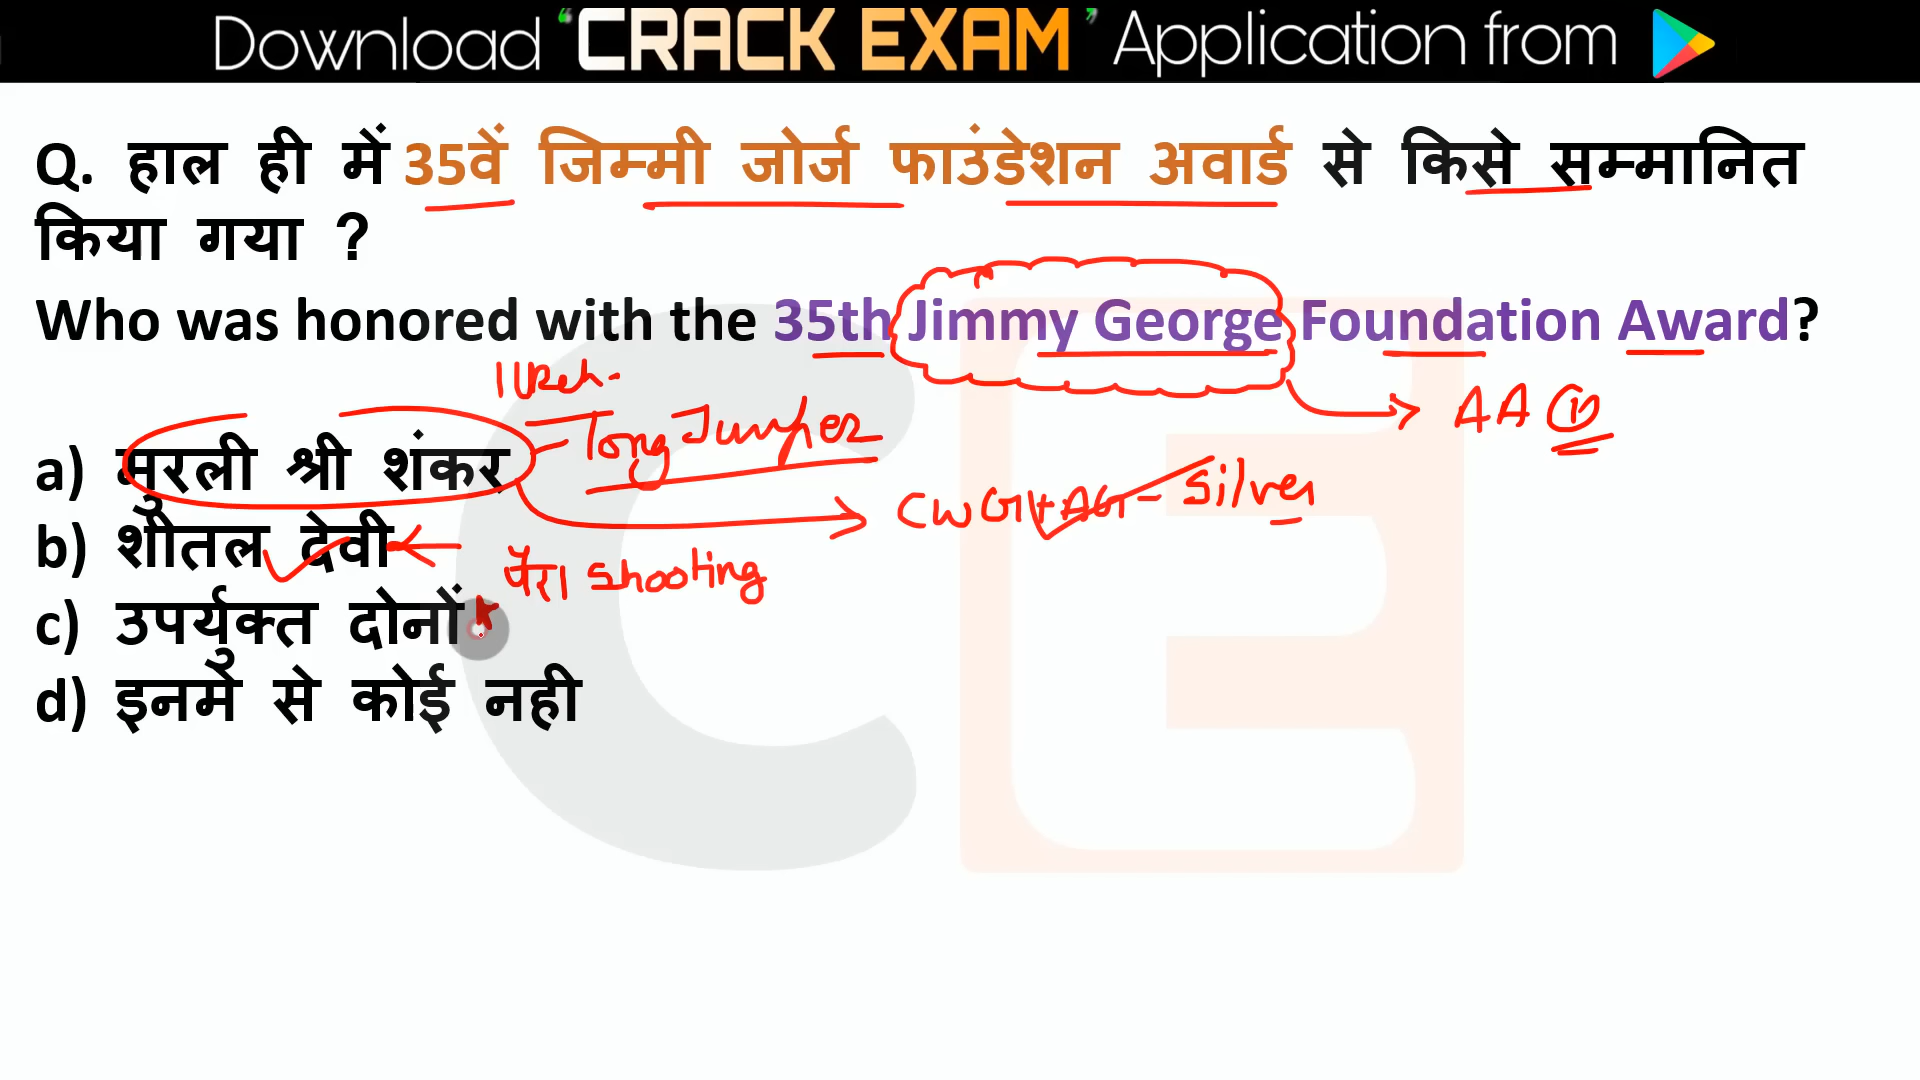 Download ‘CRACK EXAM’ Application from
Q. हाल ही में 35वें जिम्मी जोर्ज फाउंडेशन अवार्ड से किसे सम्मानित
किया गया ?
Who was honored with the 35th Jimmy George Foundation Award?
AA
Long Jumper
a) मुरली श्री शंकर
CWG+AG- Silver
b) शीतल देवी
पैरा shooting
c) उपर्युक्त दोनों
d) इनमे से कोई नही